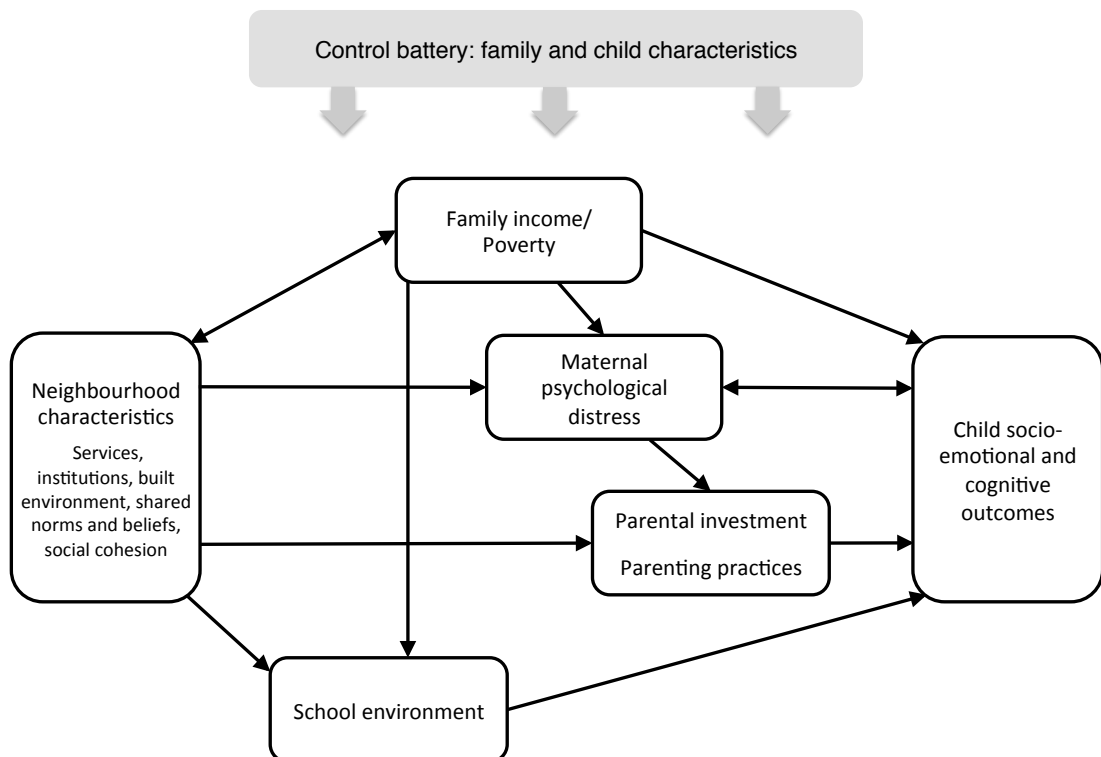 Control battery: family and child characteristics
Family income/
Poverty
Maternal
psychological
distress
Neighbourhood
characteristics
Services,
institutions, built
environment, shared
norms and beliefs,
social cohesion
Child socio-
emotional and
cognitive
outcomes
Parental investment
Parenting practices
School environment